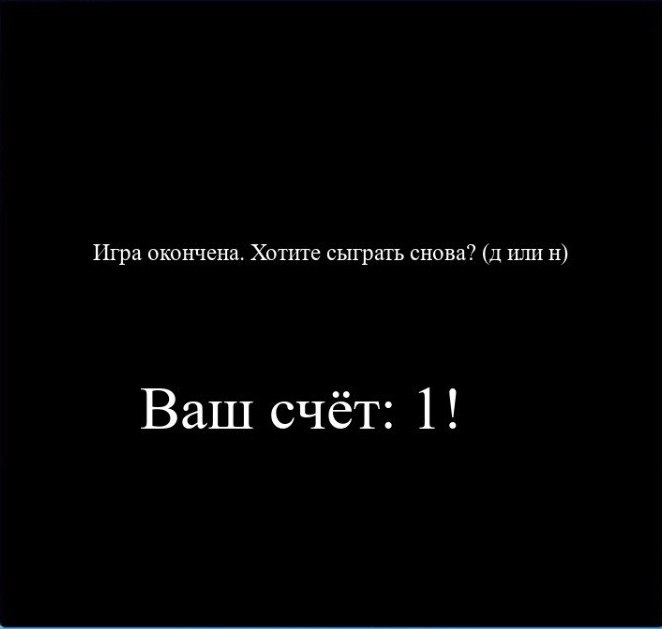 Игра окончена. Хотите сыграть снова? (д или н)
Ваш счёт: 1!